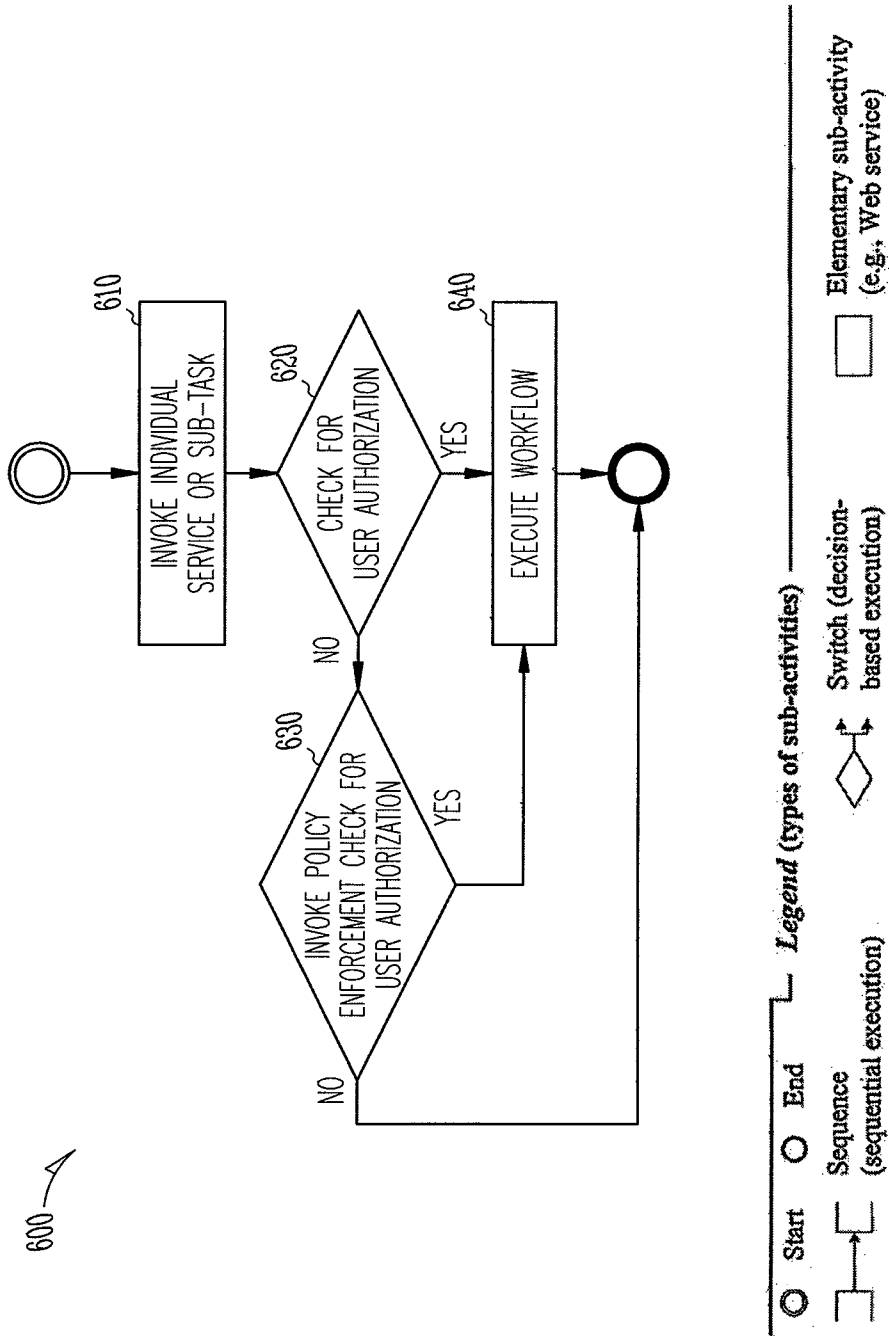 600
610
INVOKE INDIVIDUAL
SERVICE OR SUB-TASK
620
CHECK FOR
USER AUTHORIZATION
NO
YES
630
INVOKE POLICY
ENFORCEMENT CHECK FOR
USER AUTHORIZATION
NO
YES
640
EXECUTE WORKFLOW
Legend (types of sub-activities)
Start
End
Sequence
(sequential execution)
Switch (decision-
based execution)
Elementary sub-activity
(e.g., Web service)